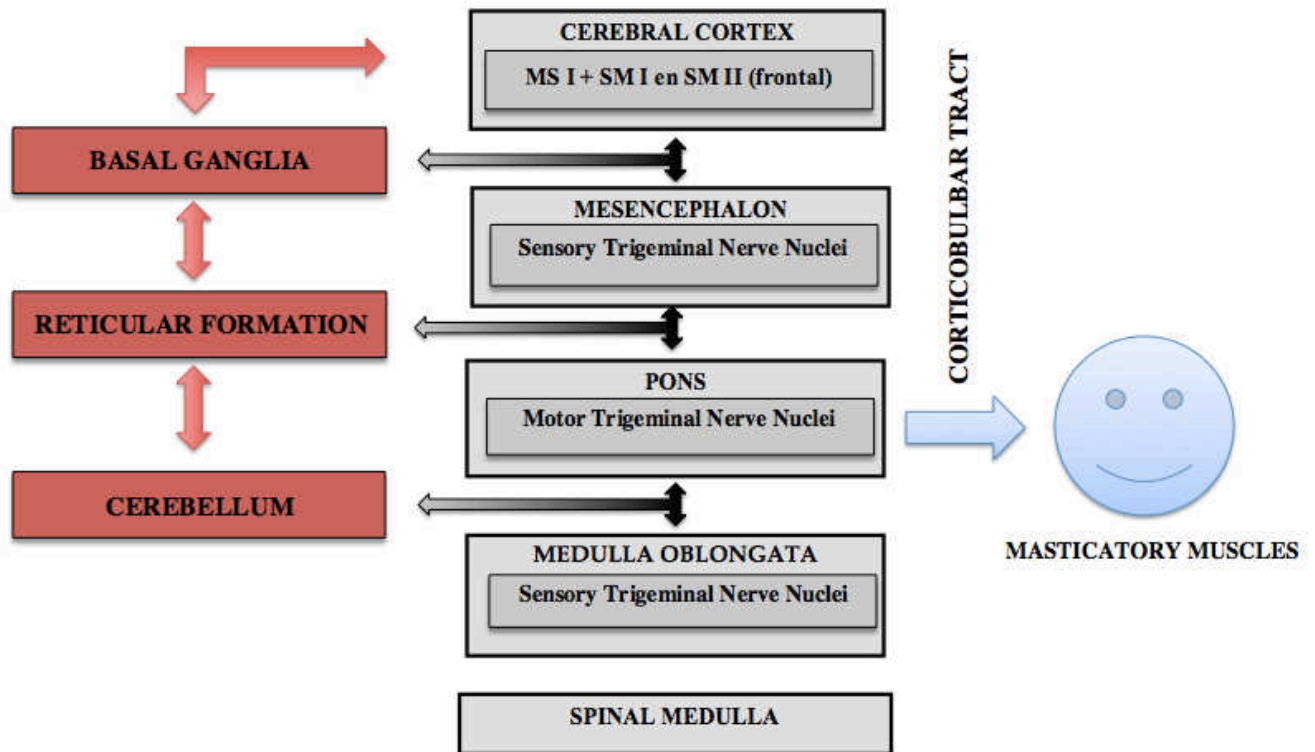 CEREBRAL CORTEX
MS I + SM I en SM II (frontal)
BASAL GANGLIA
MESENCEPHALON
Sensory Trigeminal Nerve Nuclei
RETICULAR FORMATION
PONS
Motor Trigeminal Nerve Nuclei
CEREBELLUM
MEDULLA OBLONGATA
Sensory Trigeminal Nerve Nuclei
SPINAL MEDULLA
CORTICOBULBAR TRACT
MASTICATORY MUSCLES